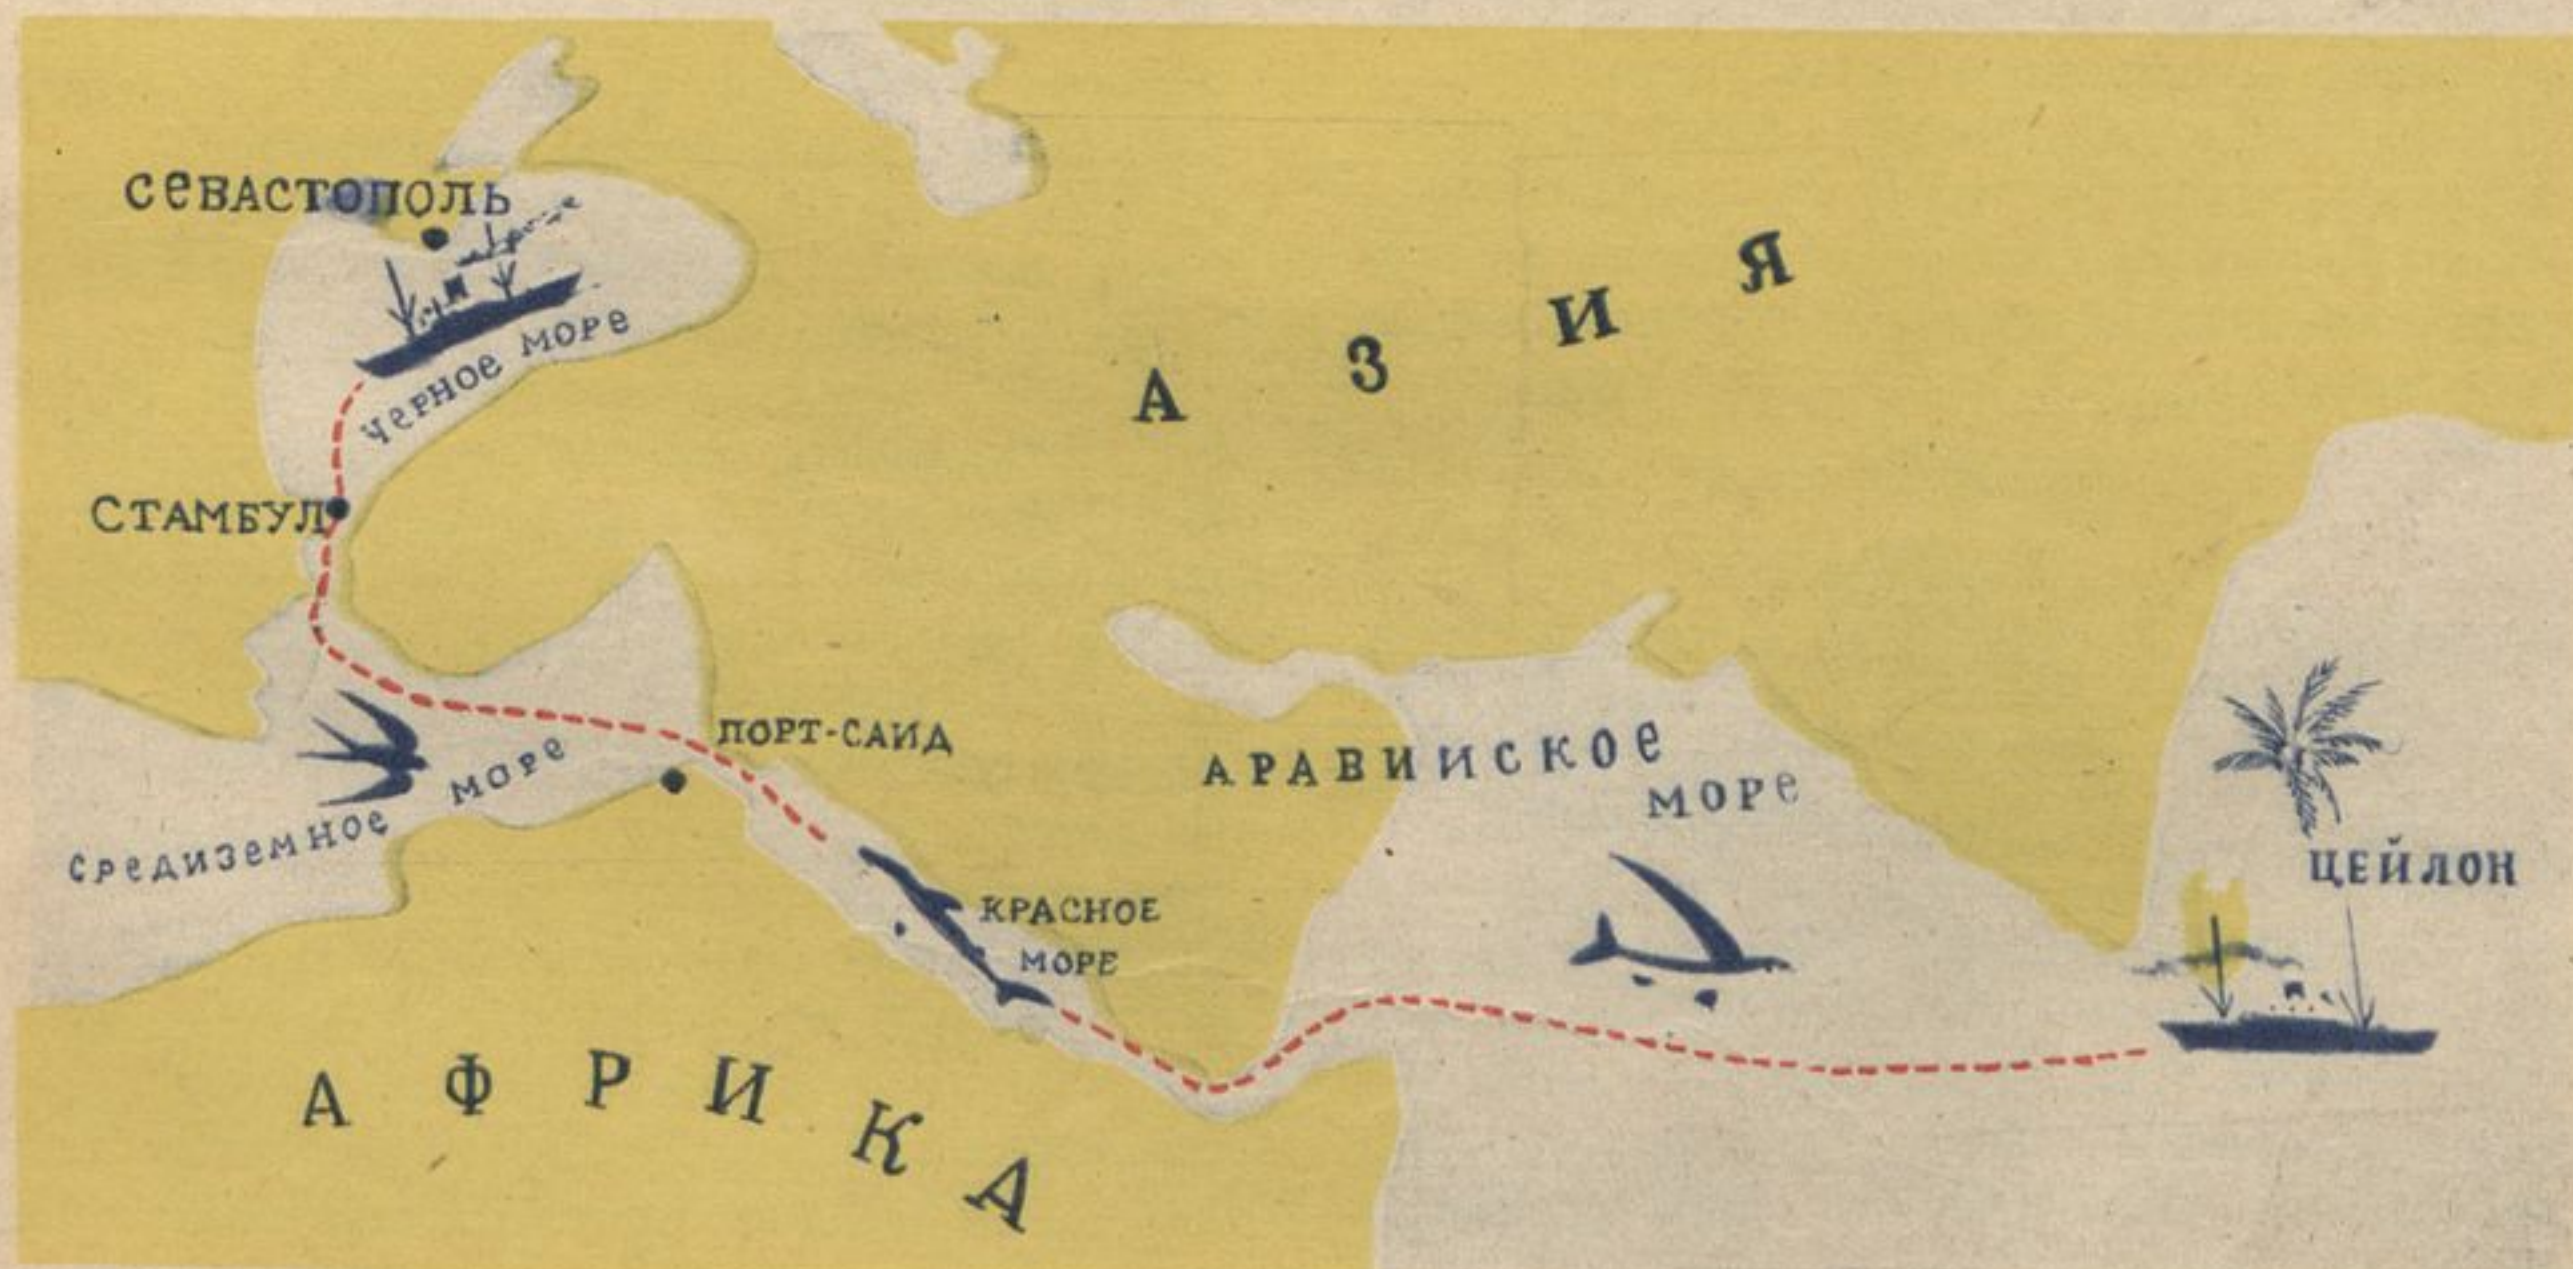 СЕВАСТОПОЛЬ
ЧЕРНОЕ МОРЕ
АЗИЯ
СТАМБУЛ
ПОРТ-САИД
СРЕДИЗЕМНОЕ МОРЕ
АРАВИЙСКОЕ
МОРЕ
ЦЕЙЛОН
КРАСНОЕ
МОРЕ
АФРИКА